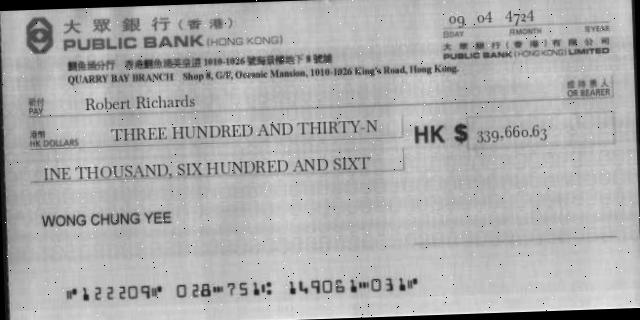 大眾銀行(香港)
PUBLIC BANK (HONG KONG)
09 04 4724
日DAY 月MONTH 年YEAR
大眾銀行(香港)有限公司
PUBLIC BANK (HONG KONG) LIMITED
鰂魚涌分行 香港鰂魚涌英皇道1010-1026號海景樓地下8號舖
QUARRY BAY BRANCH Shop 8, G/F, Oceanic Mansion, 1010-1026 King's Road, Hong Kong.
祈付
PAY Robert Richards
或持票人
OR BEARER
港幣
HK DOLLARS THREE HUNDRED AND THIRTY-N
HK $ 339,660.63
INE THOUSAND, SIX HUNDRED AND SIXT
WONG CHUNG YEE
⑈122209⑈ 028⑉751⑆ 149061⑉031⑈